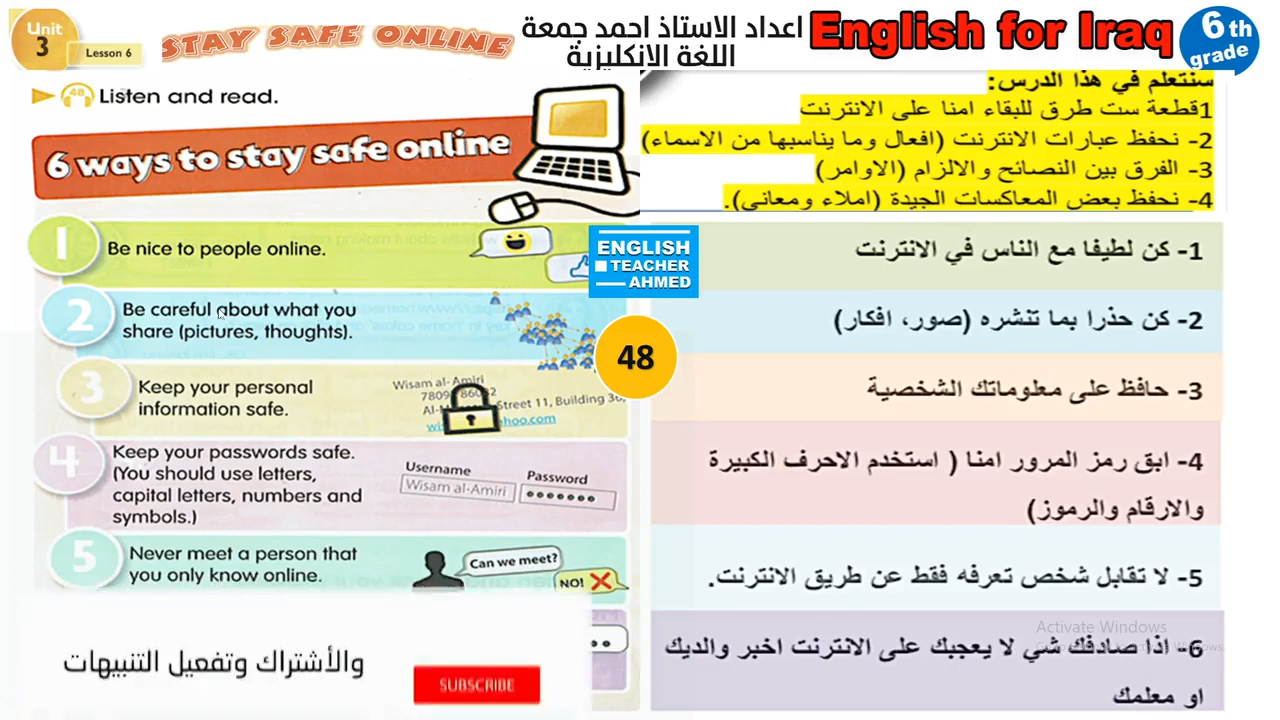 Unit
3
Lesson 6
STAY SAFE ONLINE
اعداد الاستاذ احمد جمعة
اللغة الانكليزية
English for Iraq
6th
grade
48
Listen and read.
6 ways to stay safe online
1
Be nice to people online.
2
Be careful about what you
share (pictures, thoughts).
3
Keep your personal
information safe.
Wisam al-Amiri
Street 11, Building
4
Keep your passwords safe.
(You should use letters,
capital letters, numbers and
symbols.)
Username
Wisam al-Amiri
Password
5
Never meet a person that
you only know online.
Can we meet?
NO!
والأشتراك وتفعيل التنبيهات
SUBSCRIBE
ENGLISH
TEACHER
AHMED
48
سنتعلم في هذا الدرس:
1قطعة ست طرق للبقاء امنا على الانترنت
2- نحفظ عبارات الانترنت (افعال وما يناسبها من الاسماء)
3- الفرق بين النصائح والالزام (الاوامر)
4- نحفظ بعض المعاكسات الجيدة (املاء ومعاني).
1- كن لطيفا مع الناس في الانترنت
2- كن حذرا بما تنشره (صور، افكار)
3- حافظ على معلوماتك الشخصية
4- ابق رمز المرور امنا ( استخدم الاحرف الكبيرة
والارقام والرموز)
5- لا تقابل شخص تعرفه فقط عن طريق الانترنت.
6- اذا صادفك شي لا يعجبك على الانترنت اخبر والديك
او معلمك
Activate Windows